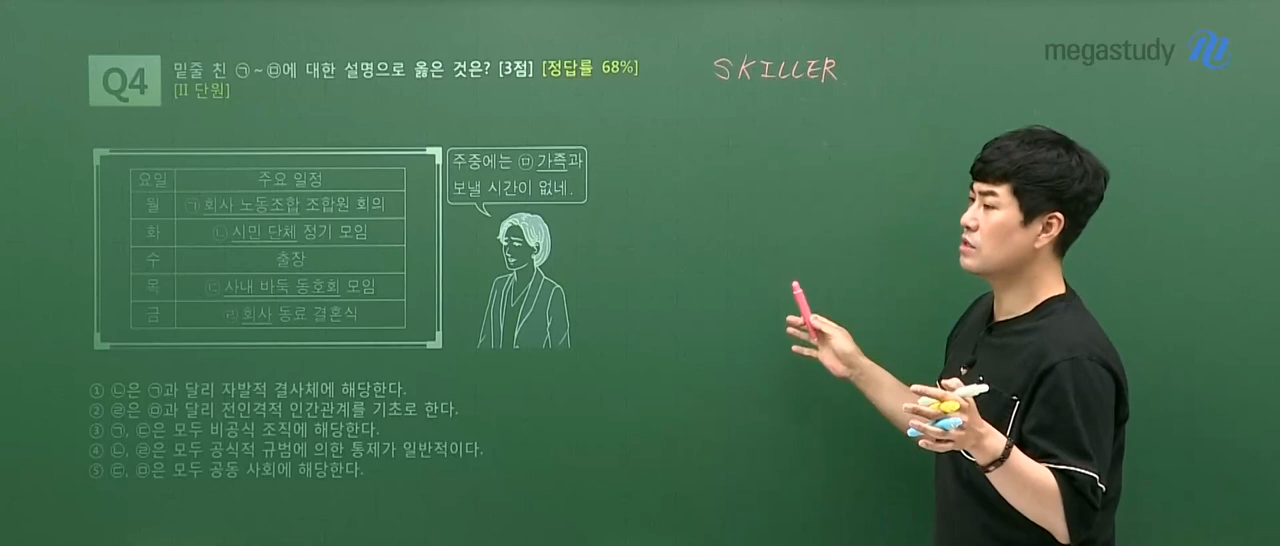 Q4
밑줄 친 ㉠~㉤에 대한 설명으로 옳은 것은? [3점] [정답률 68%]
[II 단원]
SKILLER
megastudy
요일 주요 일정
월 ㉠회사 노동조합 조합원 회의
화 ㉡시민 단체 정기 모임
수 출장
목 ㉢사내 바둑 동호회 모임
금 ㉣회사 동료 결혼식
주중에는 ㉤가족과
보낼 시간이 없네.
① ㉡은 ㉠과 달리 자발적 결사체에 해당한다.
② ㉣은 ㉤과 달리 전인격적 인간관계를 기초로 한다.
③ ㉠, ㉢은 모두 비공식 조직에 해당한다.
④ ㉡, ㉣은 모두 공식적 규범에 의한 통제가 일반적이다.
⑤ ㉢, ㉤은 모두 공동 사회에 해당한다.